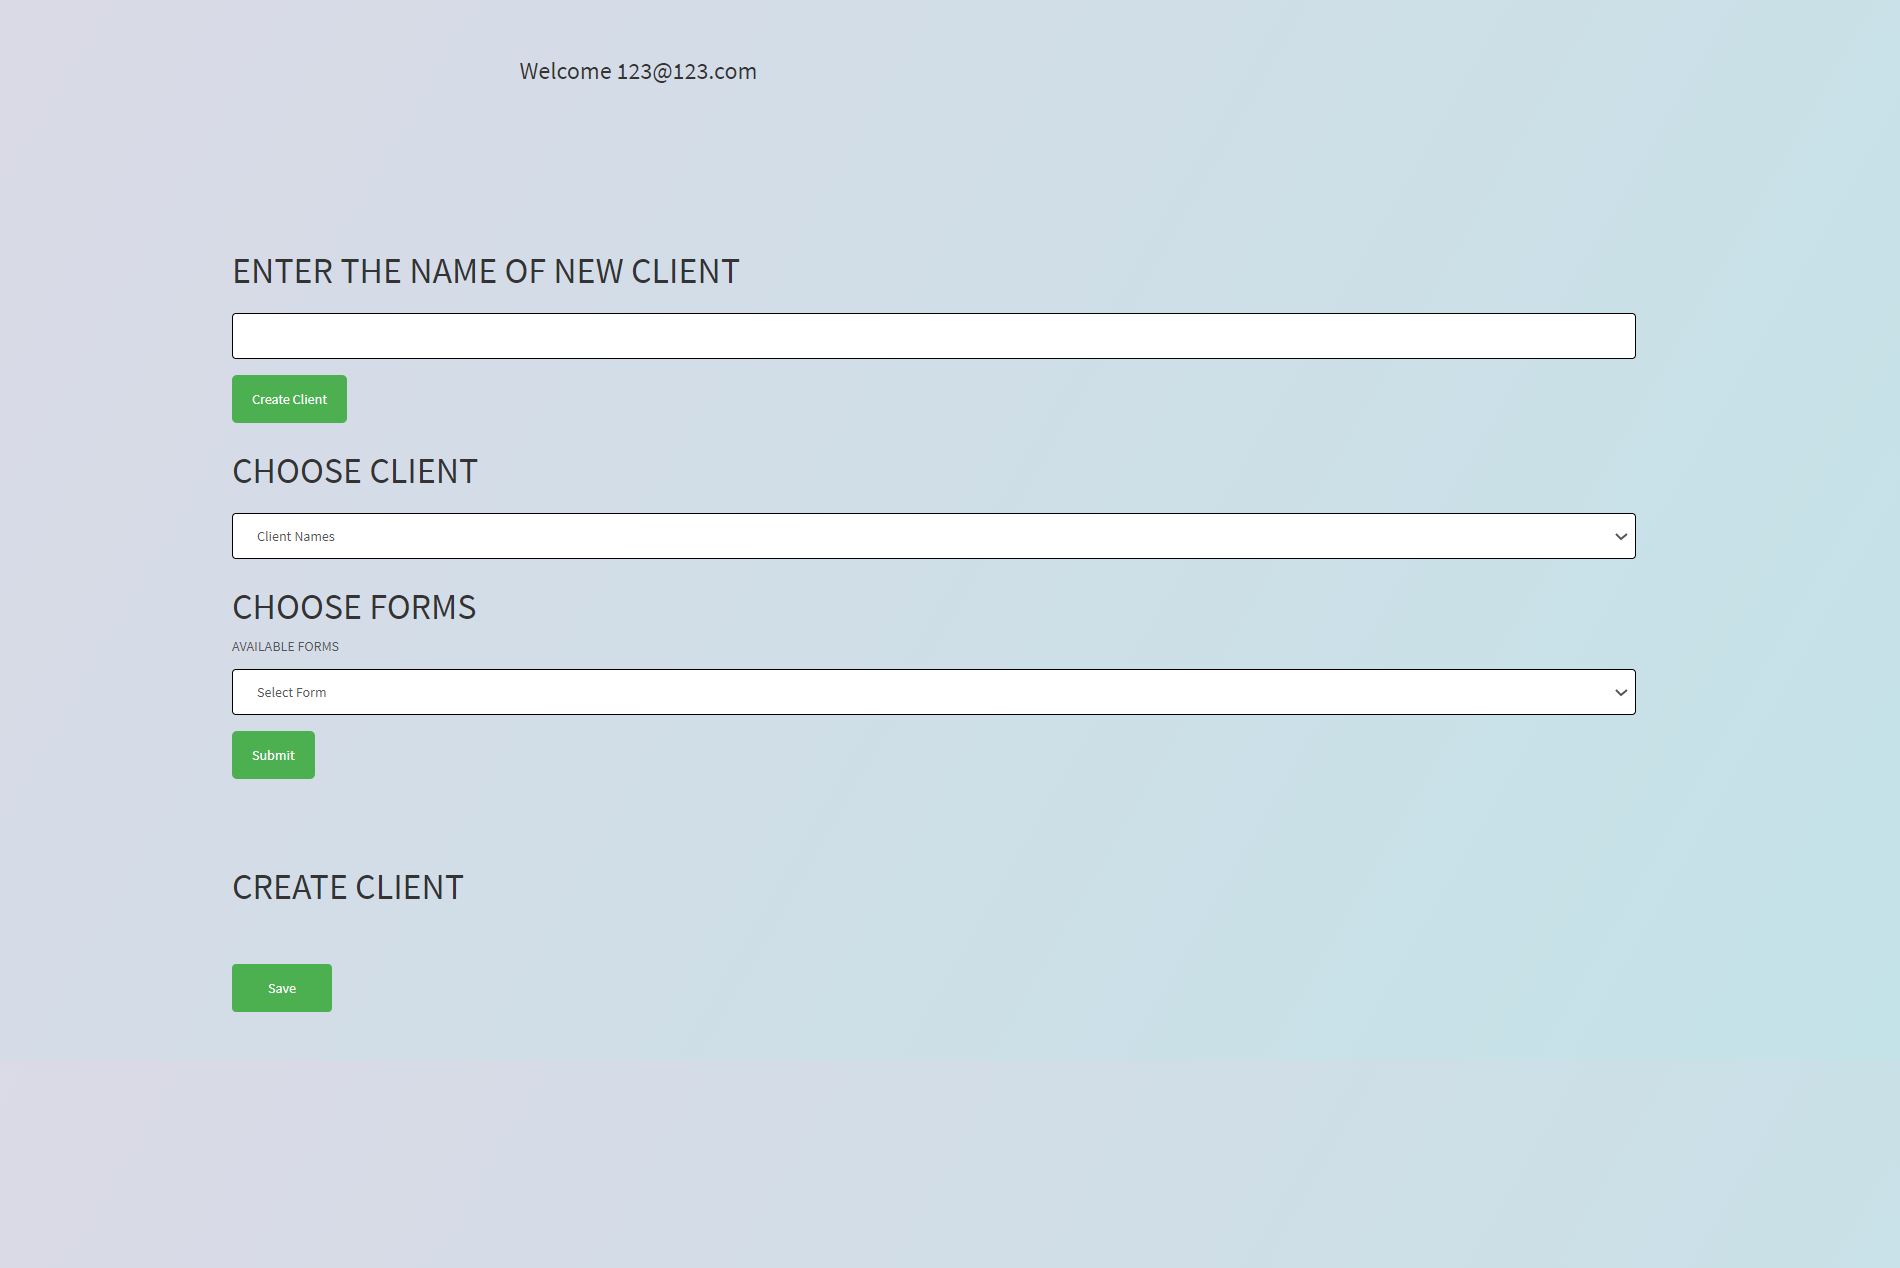 Welcome 123@123.com
ENTER THE NAME OF NEW CLIENT
Create Client
CHOOSE CLIENT
Client Names
CHOOSE FORMS
AVAILABLE FORMS
Select Form
Submit
CREATE CLIENT
Save